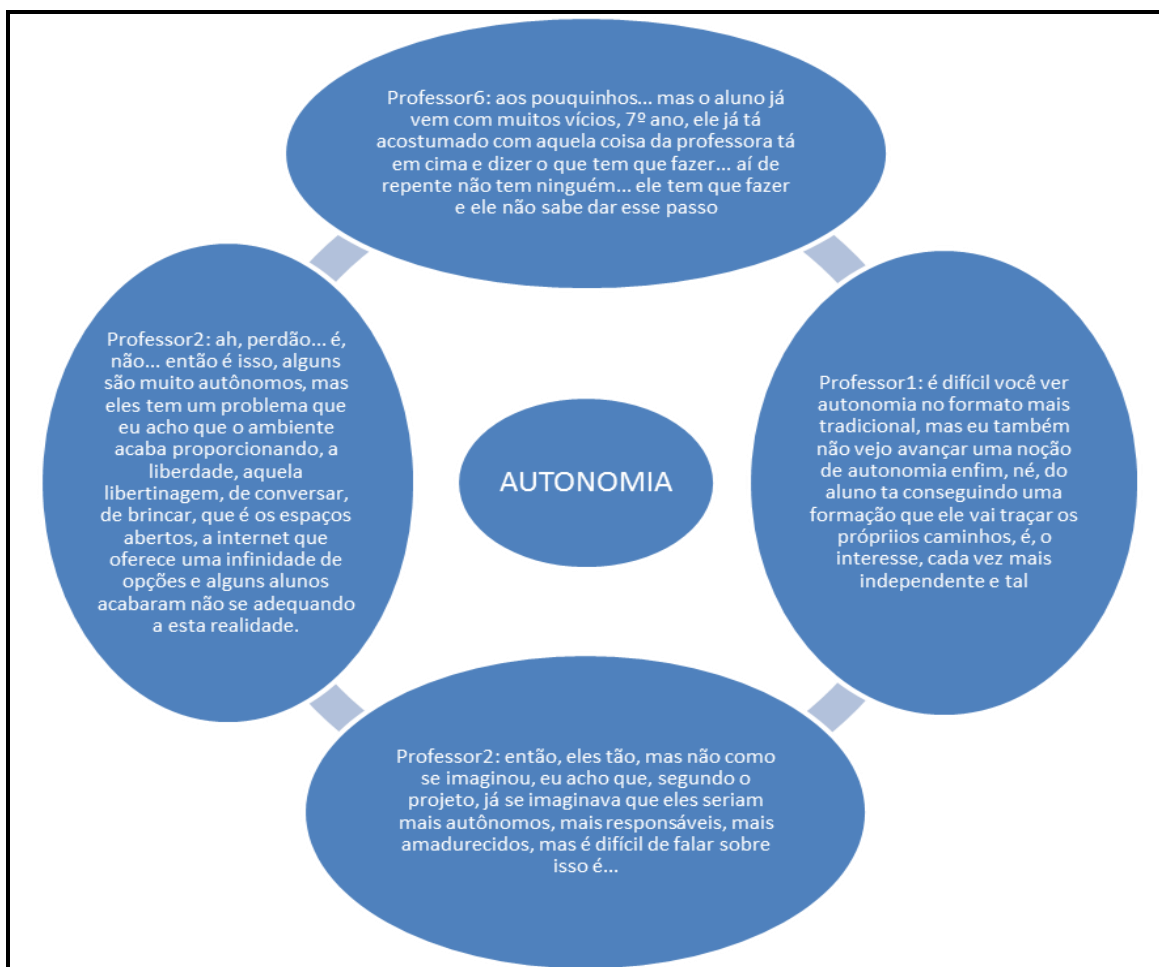 Professor6: aos pouquinhos... mas o aluno já
vem com muitos vícios, 7º ano, ele já tá
acostumado com aquela coisa da professora tá
em cima e dizer o que tem que fazer... aí de
repente não tem ninguém... ele tem que fazer
e ele não sabe dar esse passo
Professor2: ah, perdão... é,
não... então é isso, alguns
são muito autônomos, mas
eles tem um problema que
eu acho que o ambiente
acaba proporcionando, a
liberdade, aquela
libertinagem, de conversar,
de brincar, que é os espaços
abertos, a internet que
oferece uma infinidade de
opções e alguns alunos
acabaram não se adequando
a esta realidade.
AUTONOMIA
Professor1: é difícil você ver
autonomia no formato mais
tradicional, mas eu também
não vejo avançar uma noção
de autonomia enfim, né, do
aluno ta conseguindo uma
formação que ele vai traçar os
própriios caminhos, é, o
interesse, cada vez mais
independente e tal
Professor2: então, eles tão, mas não como
se imaginou, eu acho que, segundo o
projeto, já se imaginava que eles seriam
mais autônomos, mais responsáveis, mais
amadurecidos, mas é difícil de falar sobre
isso é...